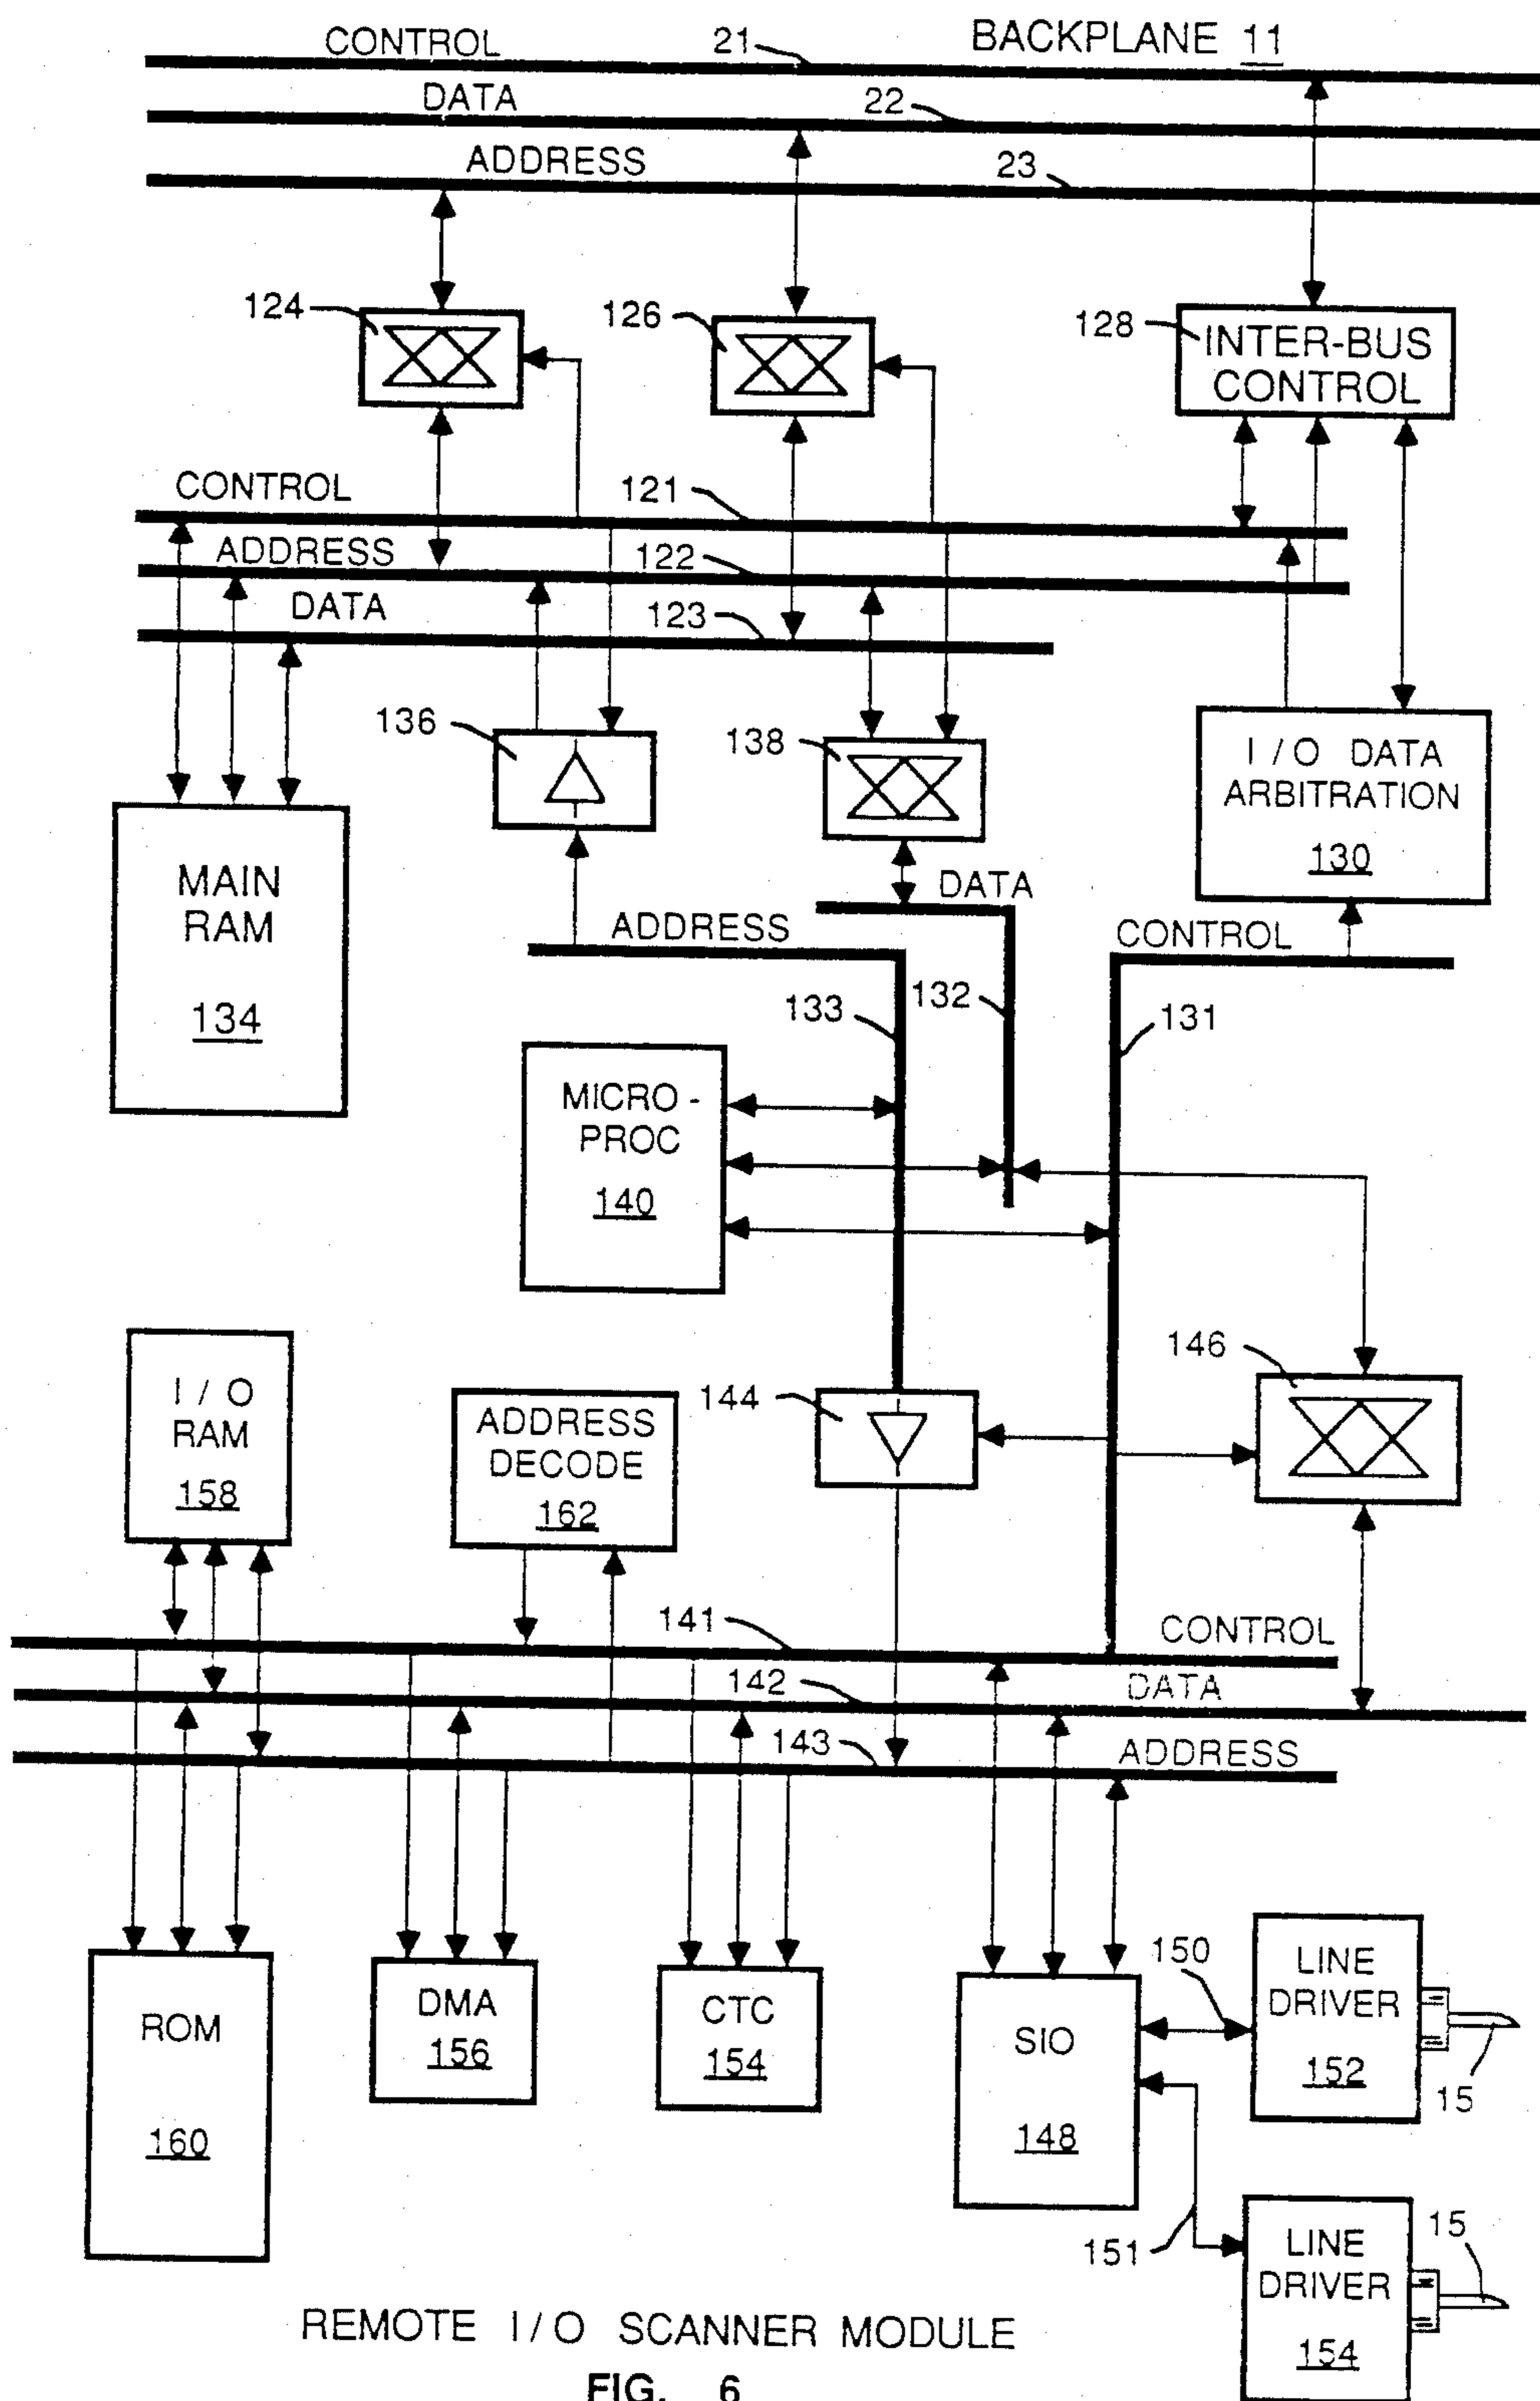 CONTROL 21 BACKPLANE 11
DATA 22
ADDRESS 23
124
126
128
INTER-BUS
CONTROL
CONTROL 121
ADDRESS 122
DATA 123
136
138
I/O DATA
ARBITRATION
130
MAIN
RAM
134
DATA
ADDRESS
CONTROL
133
132
131
MICRO-
PROC
140
146
I/O
RAM
158
ADDRESS
DECODE
162
144
141 CONTROL
142 DATA
143 ADDRESS
ROM
160
DMA
156
CTC
154
SIO
148
150
LINE
DRIVER
152
15
151
LINE
DRIVER
154
15
REMOTE I/O SCANNER MODULE
FIG. 6